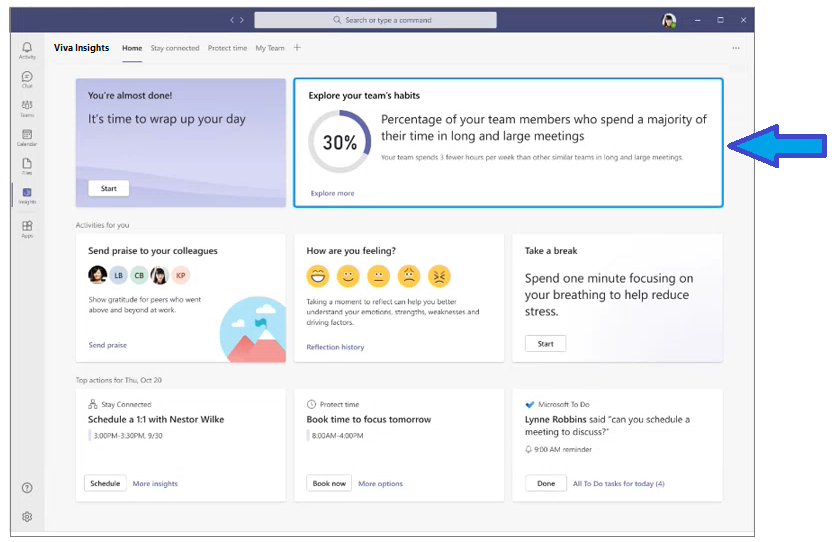 Search or type a command
Viva Insights Home Stay connected Protect time My Team
Activity
Chat
Teams
Calendar
Files
Insights
Apps
You're almost done!
It's time to wrap up your day
Start
Explore your team's habits
30%
Percentage of your team members who spend a majority of
their time in long and large meetings
Your team spends 3 fewer hours per week than other similar teams in long and large meetings.
Explore more
Activities for you
Send praise to your colleagues
LB CB KP
Show gratitude for peers who went
above and beyond at work.
Send praise
How are you feeling?
Taking a moment to reflect can help you better
understand your emotions, strengths, weaknesses and
driving factors.
Reflection history
Take a break
Spend one minute focusing on
your breathing to help reduce
stress.
Start
Top actions for Thu, Oct 20
Stay Connected
Schedule a 1:1 with Nestor Wilke
3:00PM-3:30PM, 9/30
Schedule More insights
Protect time
Book time to focus tomorrow
8:00AM-4:00PM
Book now More options
Microsoft To Do
Lynne Robbins said "can you schedule a
meeting to discuss?"
9:00 AM reminder
Done All To Do tasks for today (4)